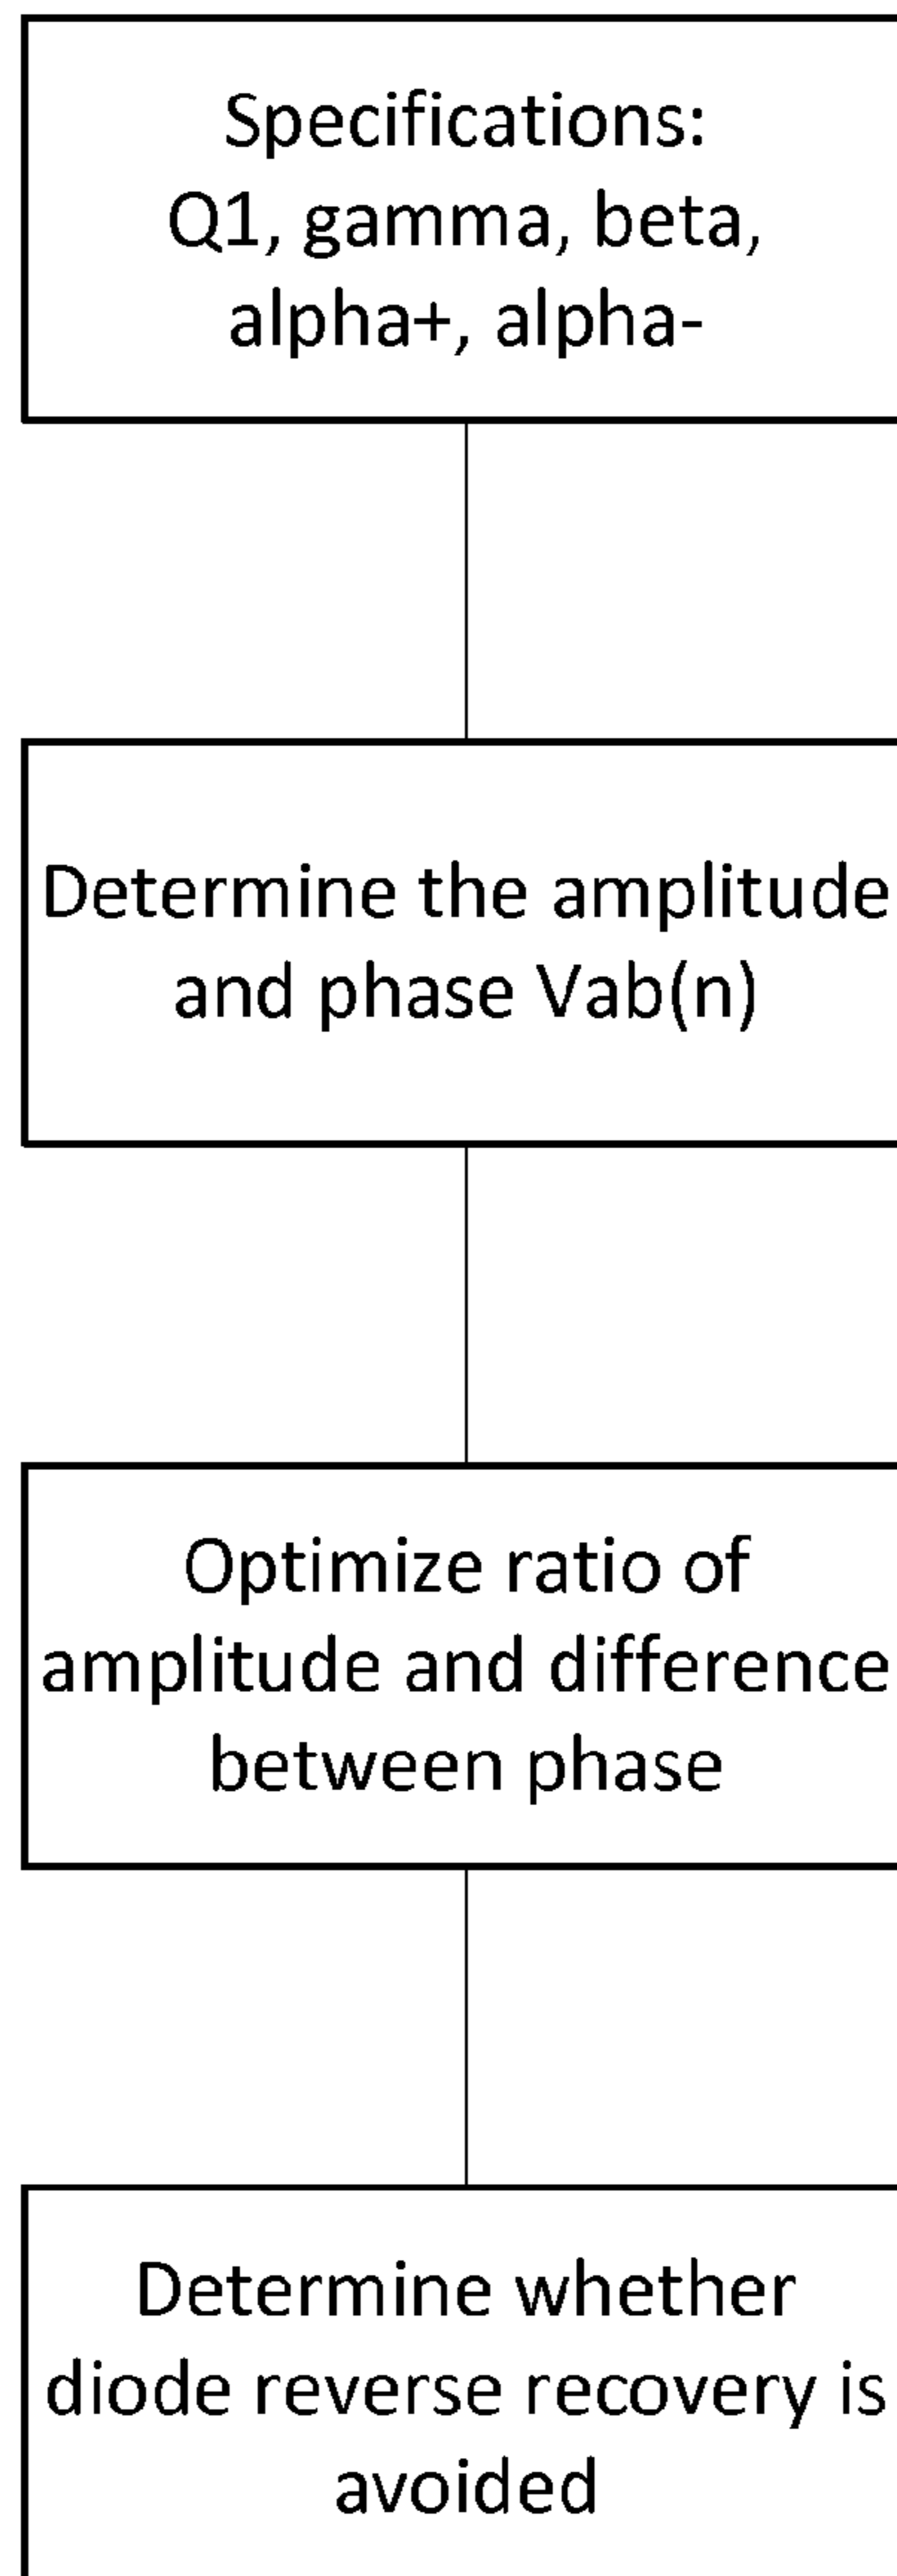 Specifications:
Q1, gamma, beta,
alpha+, alpha-
Determine the amplitude
and phase Vab(n)
Optimize ratio of
amplitude and difference
between phase
Determine whether
diode reverse recovery is
avoided